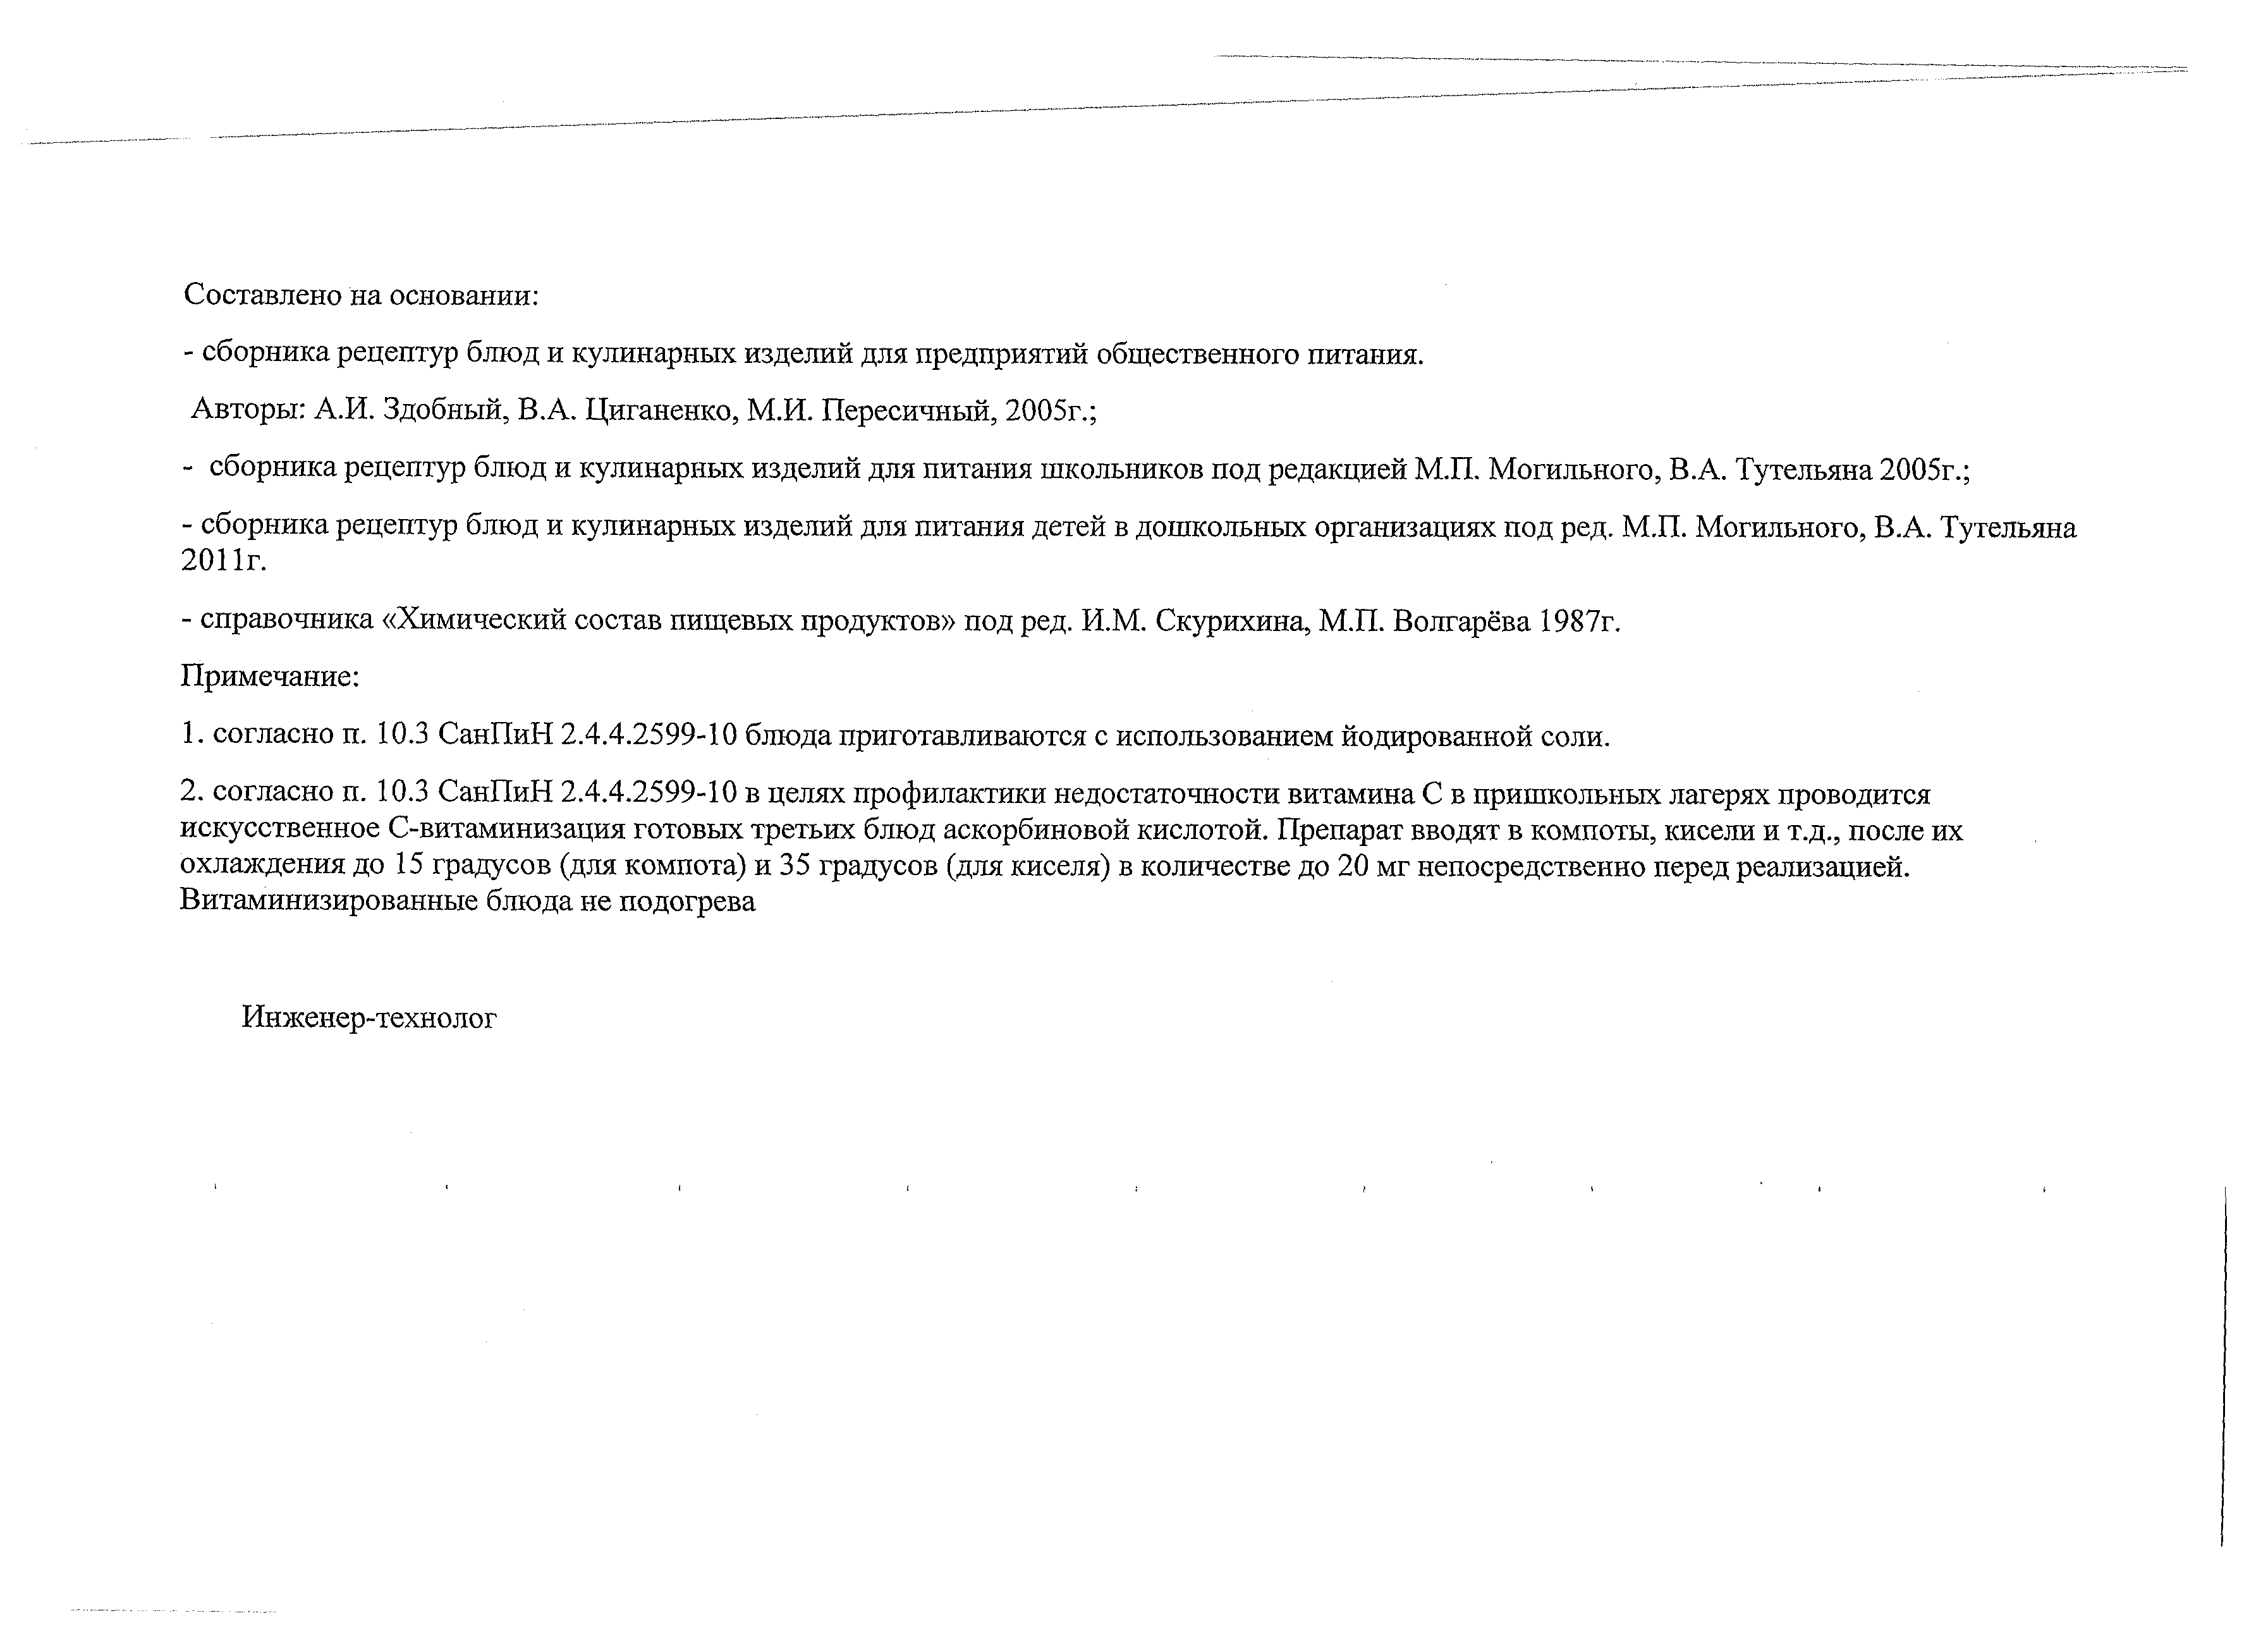 Составлено на основании:
- сборника рецептур блюд и кулинарных изделий для предприятий общественного питания.
Авторы: А.И. Здобный, В.А. Циганенко, М.И. Пересичный, 2005г.;
- сборника рецептур блюд и кулинарных изделий для питания школьников под редакцией М.П. Могильного, В.А. Тутельяна 2005г.;
- сборника рецептур блюд и кулинарных изделий для питания детей в дошкольных организациях под ред. М.П. Могильного, В.А. Тутельяна
2011г.
- справочника «Химический состав пищевых продуктов» под ред. И.М. Скурихина, М.П. Волгарёва 1987г.
Примечание:
1. согласно п. 10.3 СанПиН 2.4.4.2599-10 блюда приготавливаются с использованием йодированной соли.
2. согласно п. 10.3 СанПиН 2.4.4.2599-10 в целях профилактики недостаточности витамина С в пришкольных лагерях проводится
искусственное С-витаминизация готовых третьих блюд аскорбиновой кислотой. Препарат вводят в компоты, кисели и т.д., после их
охлаждения до 15 градусов (для компота) и 35 градусов (для киселя) в количестве до 20 мг непосредственно перед реализацией.
Витаминизированные блюда не подогрева
Инженер-технолог